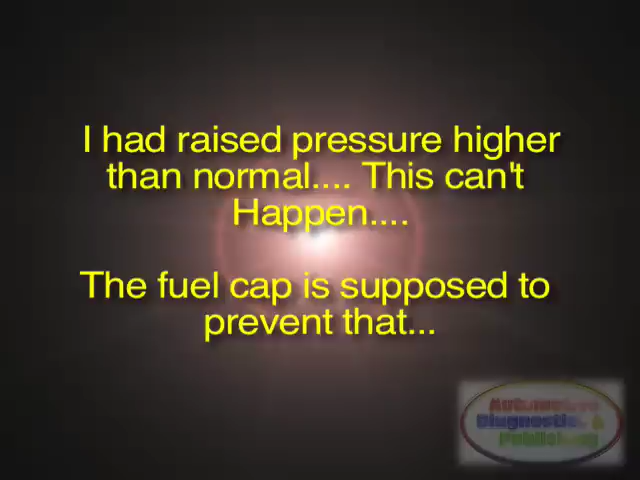 I had raised pressure higher
than normal.... This can't
Happen....
The fuel cap is supposed to
prevent that...
Automotive
Diagnostic
Publishing